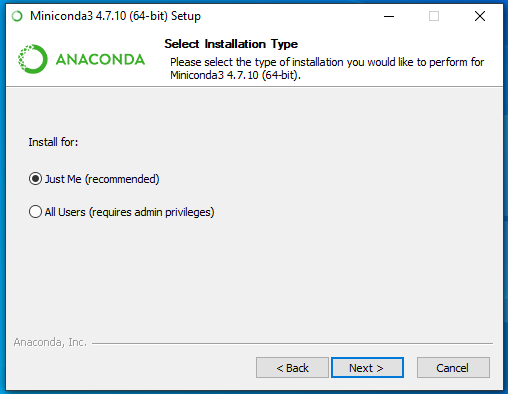 Miniconda3 4.7.10 (64-bit) Setup
ANACONDA
Select Installation Type
Please select the type of installation you would like to perform for
Miniconda3 4.7.10 (64-bit).
Install for:
Just Me (recommended)
All Users (requires admin privileges)
Anaconda, Inc.
< Back
Next >
Cancel